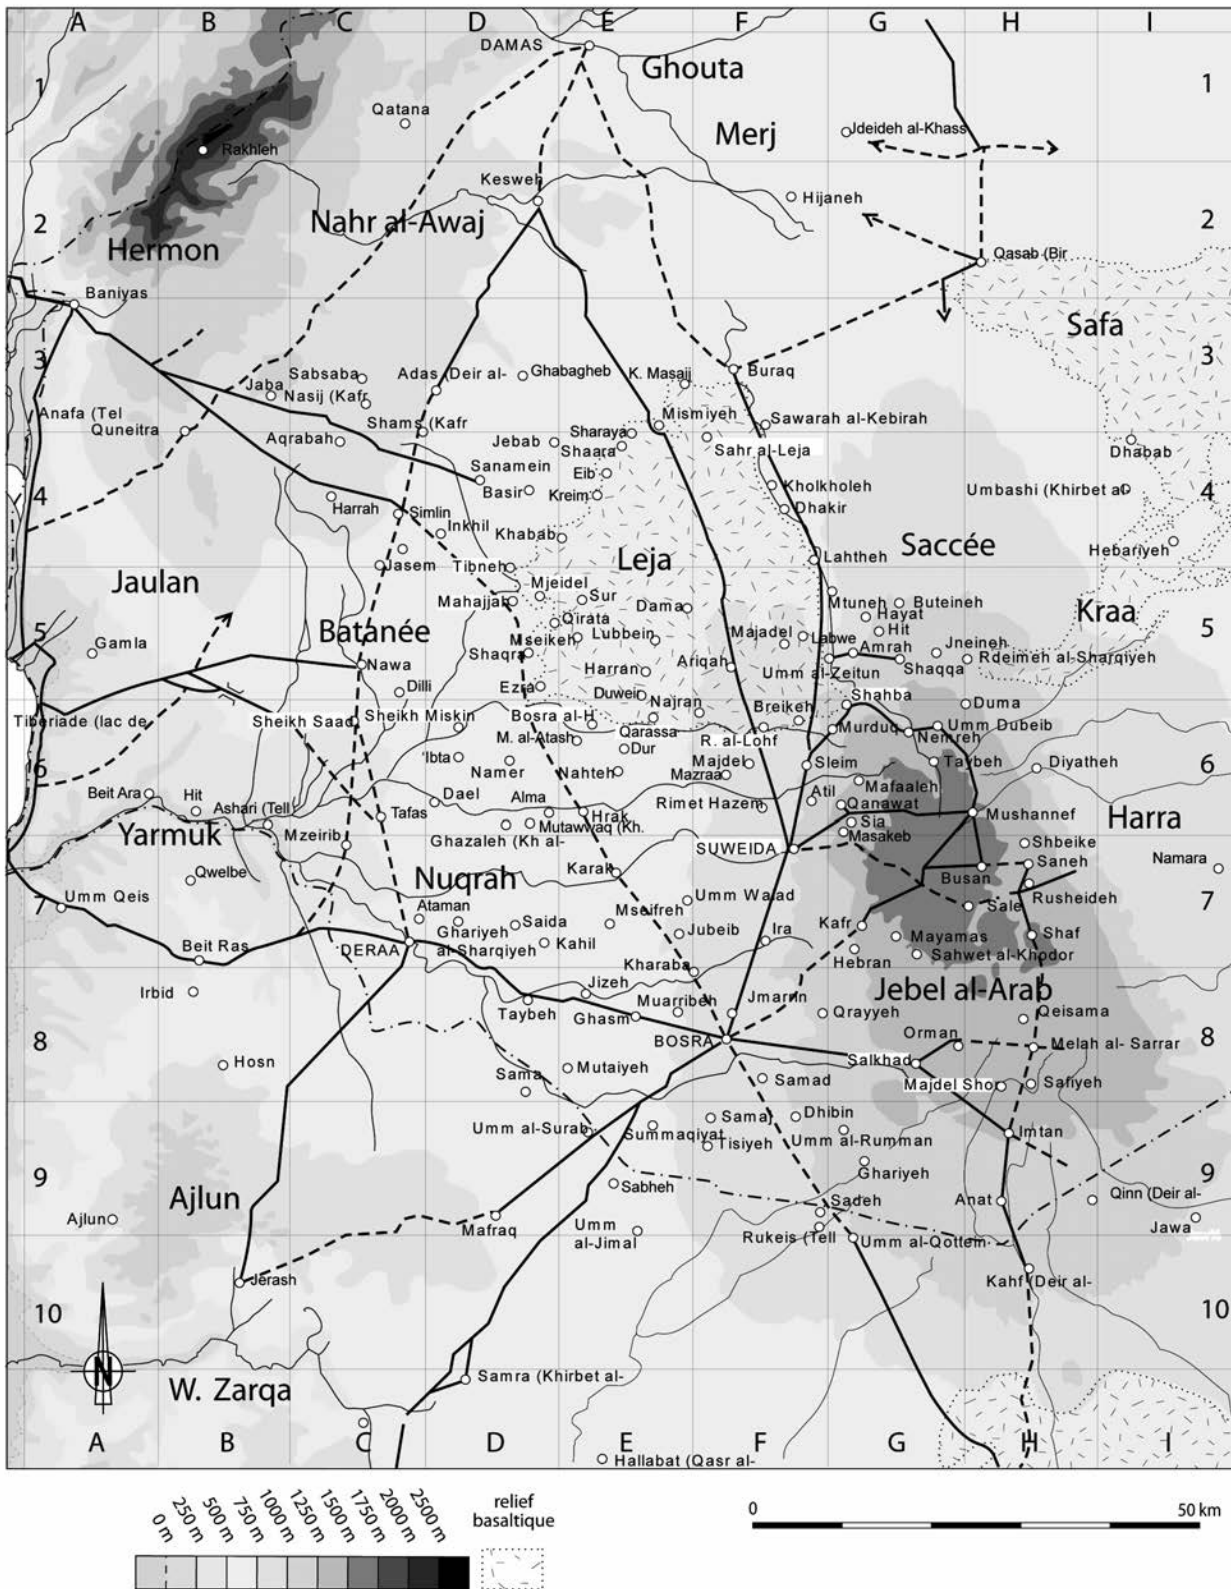 A B C D E F G H I
DAMAS
Ghouta
1 1
Qatana
Merj
Jdeideh al-Khass
Rakhleh
Kesweh
Hijaneh
2 2
Nahr al-Awaj
Hermon
Qasab (Bir
Baniyas
Safa
3 3
Sabsaba
Adas (Deir al-
Ghabagheb
K. Masajj
Buraq
Jaba
Nasij (Kafr
Anafa (Tel
Shams (Kafr
Mismiyeh
Sawarah al-Kebirah
Quneitra
Aqrabah
Jebab
Sharaya
Shaara
Sahr al-Leja
Dhabab
Sanamein
Eib
4 4
Basir
Kreim
Kholkholeh
Umbashi (Khirbet al-
Harrah
Simlin
Dhakir
Inkhil
Khabab
Saccée
Hebariyeh
Leja
Lahtheh
Jasem
Tibneh
Jaulan
Mjeidel
Mahajjah
Sur
Dama
Mtuneh
Buteineh
Kraa
Hayat
5 5
Batanée
Qirata
Hit
Gamla
Mseikeh
Lubbein
Majadel
Labwe
Amrah
Jneineh
Shaqra
Rdeimeh al-Sharqiyeh
Nawa
Harran
Ariqah
Umm al-Zeitun
Shaqqa
Dilli
Ezra
Duweir
Shahba
Najran
Duma
Tiberiade (lac de
Sheikh Saad
Sheikh Miskin
Bosra al-H
Breikeh
Umm Dubeib
Qarassa
Murduq
Nemreh
M. al-Atash
Dur
R. al-Lohf
6 6
'Ibta
Namer
Nahteh
Majdel
Sleim
Taybeh
Diyatheh
Mazraa
Mafaaleh
Beit Ara
Hit
Dael
Alma
Rimet Hazem
Atil
Qanawat
Ashari (Tell
Tafas
Hrak
Mushannef
Harra
Yarmuk
Mzeirib
Ghazaleh (Kh al-
Mutawwaq (Kh.
Sia
Masakeb
SUWEIDA
Shbeike
Namara
Qwelbe
Nuqrah
Karak
Busan
Saneh
Umm Qeis
Umm Walad
Rusheideh
7 7
Ataman
Mseifreh
Sale
Ghariyeh
al-Sharqiyeh
Saida
Jubeib
Ira
Kafr
Mayamas
Shaf
Beit Ras
DERAA
Kahil
Hebran
Sahwet al-Khodor
Kharaba
Irbid
Jizeh
Jebel al-Arab
Taybeh
Muarribeh
Jmarrin
Ghasm
Qrayyeh
Qeisama
8 8
BOSRA
Orman
Melah al- Sarrar
Hosn
Mutaiyeh
Salkhad
Sama
Samad
Majdel Shor
Safiyeh
Umm al-Surab
Summaqiyat
Samaj
Dhibin
Imtan
Tisiyeh
Umm al-Rumman
9 9
Ghariyeh
Ajlun
Sabheh
Qinn (Deir al-
Sadeh
Anat
Ajlun
Jawa
Mafraq
Umm
al-Jimal
Rukeis (Tell
Umm al-Qottein
Jerash
Kahf (Deir al-
10 10
N
W. Zarqa
Samra (Khirbet al-
A B C D E F G H I
Hallabat (Qasr al-
0 m 250 m 500 m 750 m 1000 m 1250 m 1500 m 1750 m 2000 m 2500 m
relief
basaltique
0 50 km